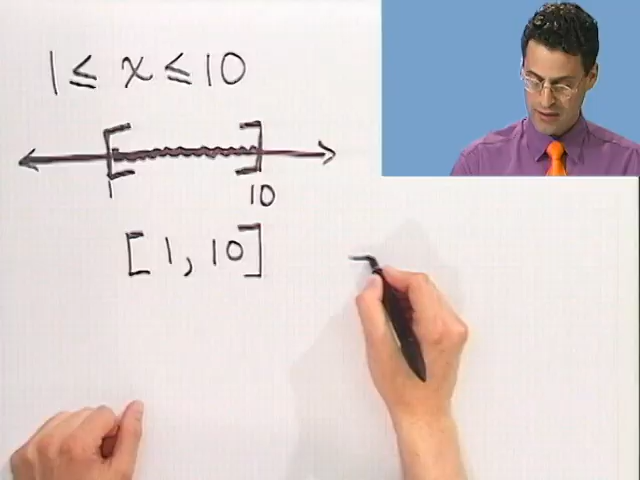 1 ≤ x ≤ 10
[ ]
1 10
[ 1, 10 ]